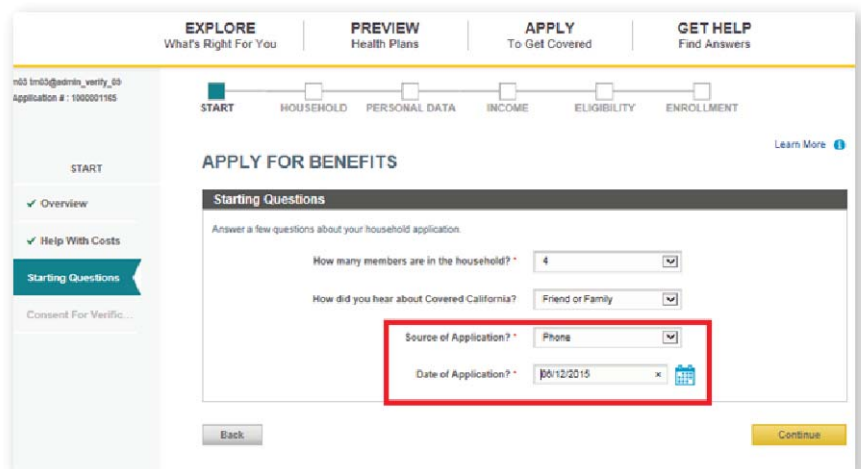 EXPLORE
What's Right For You
PREVIEW
Health Plans
APPLY
To Get Covered
GET HELP
Find Answers
Application # : 1000001165
START
HOUSEHOLD
PERSONAL DATA
INCOME
ELIGIBILITY
ENROLLMENT
Learn More
START
✓ Overview
✓ Help With Costs
Starting Questions
Consent For Verific...
APPLY FOR BENEFITS
Starting Questions
Answer a few questions about your household application.
How many members are in the household? * 4
How did you hear about Covered California? Friend or Family
Source of Application? * Phone
Date of Application? * 06/12/2015 ×
Back
Continue